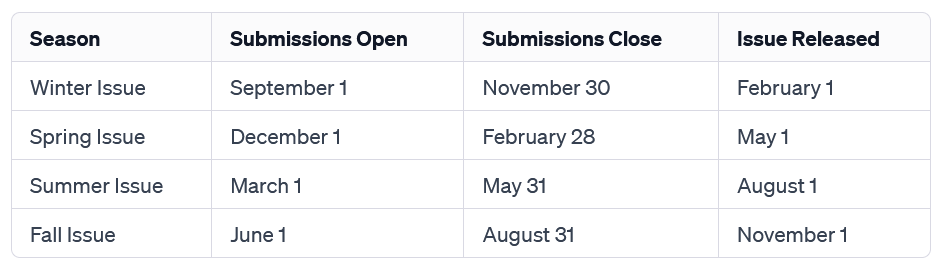 Season Submissions Open Submissions Close Issue Released
Winter Issue September 1 November 30 February 1
Spring Issue December 1 February 28 May 1
Summer Issue March 1 May 31 August 1
Fall Issue June 1 August 31 November 1